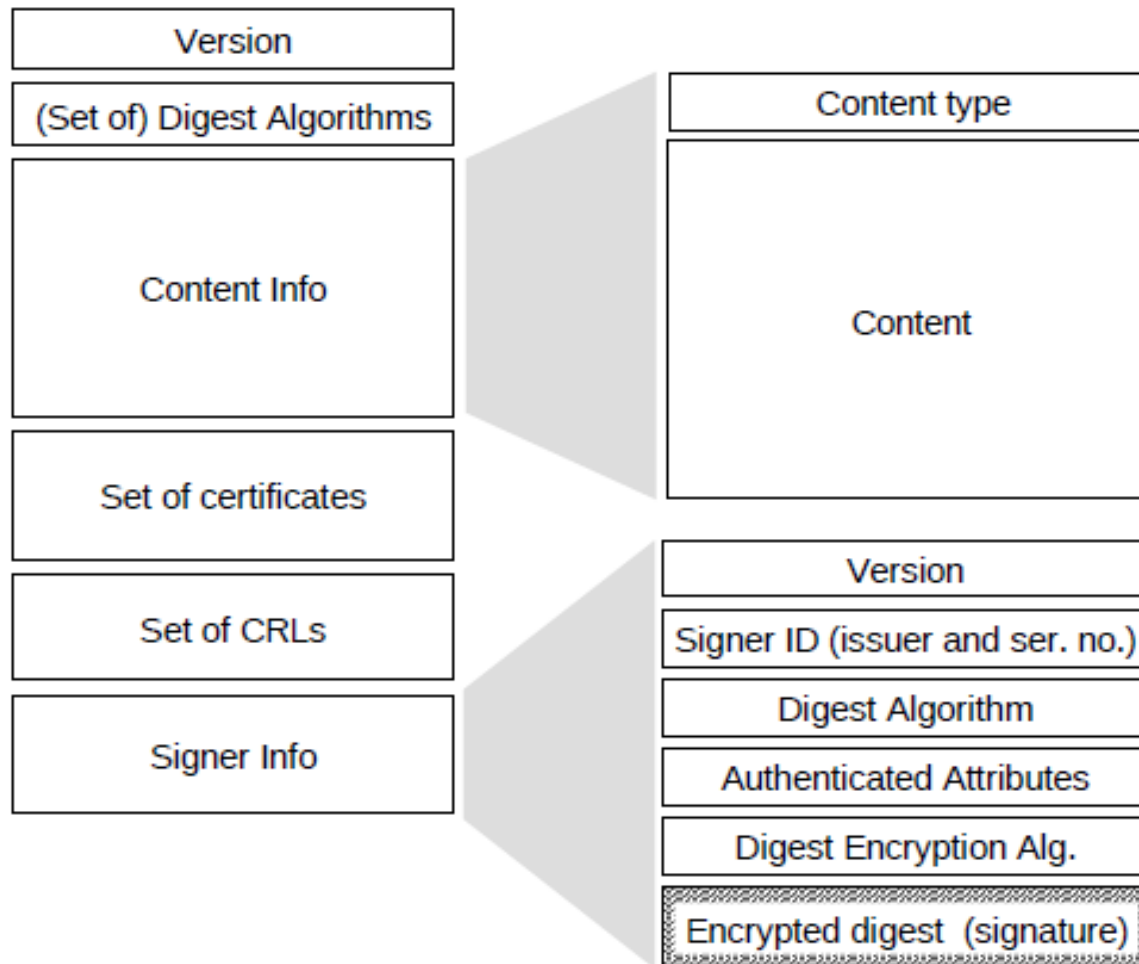 Version
(Set of) Digest Algorithms
Content Info
Set of certificates
Set of CRLs
Signer Info
Content type
Content
Version
Signer ID (issuer and ser. no.)
Digest Algorithm
Authenticated Attributes
Digest Encryption Alg.
Encrypted digest (signature)